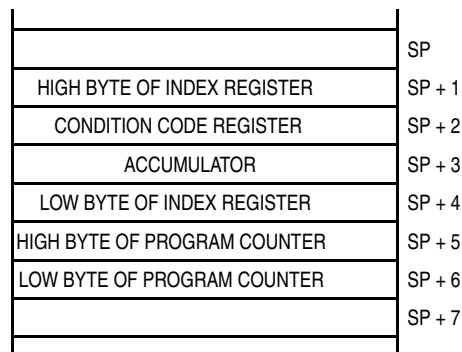 SP
HIGH BYTE OF INDEX REGISTER SP + 1
CONDITION CODE REGISTER SP + 2
ACCUMULATOR SP + 3
LOW BYTE OF INDEX REGISTER SP + 4
HIGH BYTE OF PROGRAM COUNTER SP + 5
LOW BYTE OF PROGRAM COUNTER SP + 6
SP + 7